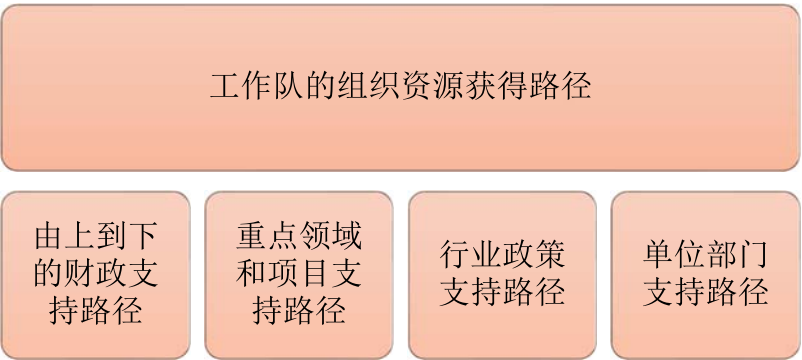 工作队的组织资源获得路径
由上到下
的财政支
持路径
重点领域
和项目支
持路径
行业政策
支持路径
单位部门
支持路径